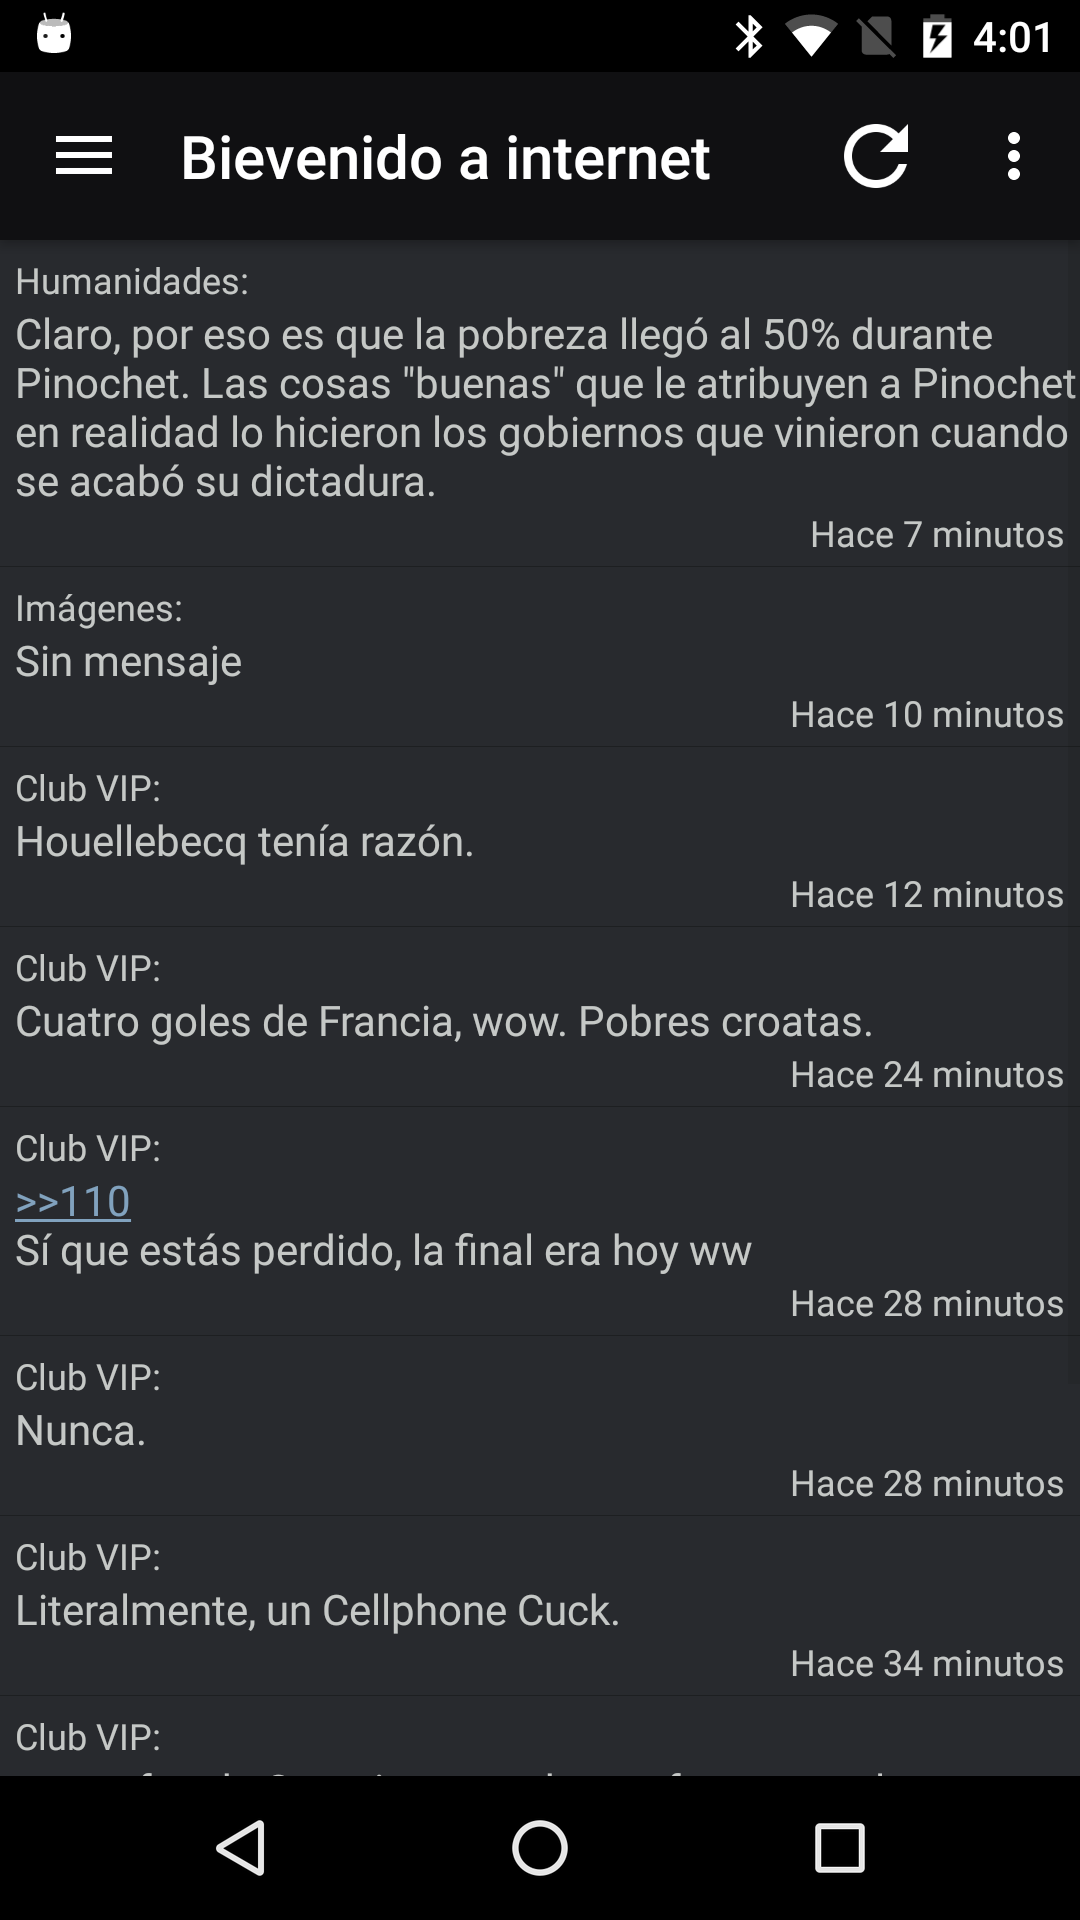 4:01
Bievenido a internet
Humanidades:
Claro, por eso es que la pobreza llegó al 50% durante
Pinochet. Las cosas "buenas" que le atribuyen a Pinochet
en realidad lo hicieron los gobiernos que vinieron cuando
se acabó su dictadura.
Hace 7 minutos
Imágenes:
Sin mensaje
Hace 10 minutos
Club VIP:
Houellebecq tenía razón.
Hace 12 minutos
Club VIP:
Cuatro goles de Francia, wow. Pobres croatas.
Hace 24 minutos
Club VIP:
>>110
Sí que estás perdido, la final era hoy ww
Hace 28 minutos
Club VIP:
Nunca.
Hace 28 minutos
Club VIP:
Literalmente, un Cellphone Cuck.
Hace 34 minutos
Club VIP: